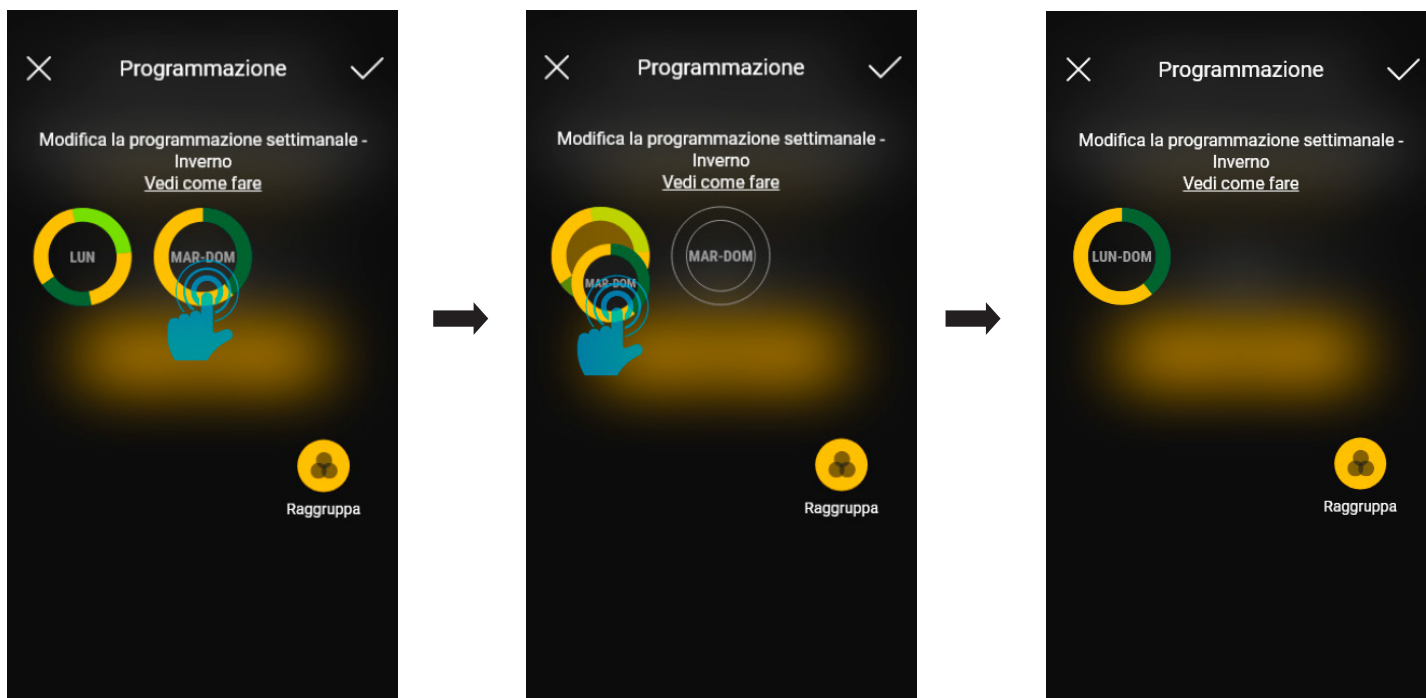 Programmazione
Modifica la programmazione settimanale -
Inverno
Vedi come fare
LUN
MAR-DOM
Raggruppa
Programmazione
Modifica la programmazione settimanale -
Inverno
Vedi come fare
MAR-DOM
MAR-DOM
Raggruppa
Programmazione
Modifica la programmazione settimanale -
Inverno
Vedi come fare
LUN-DOM
Raggruppa